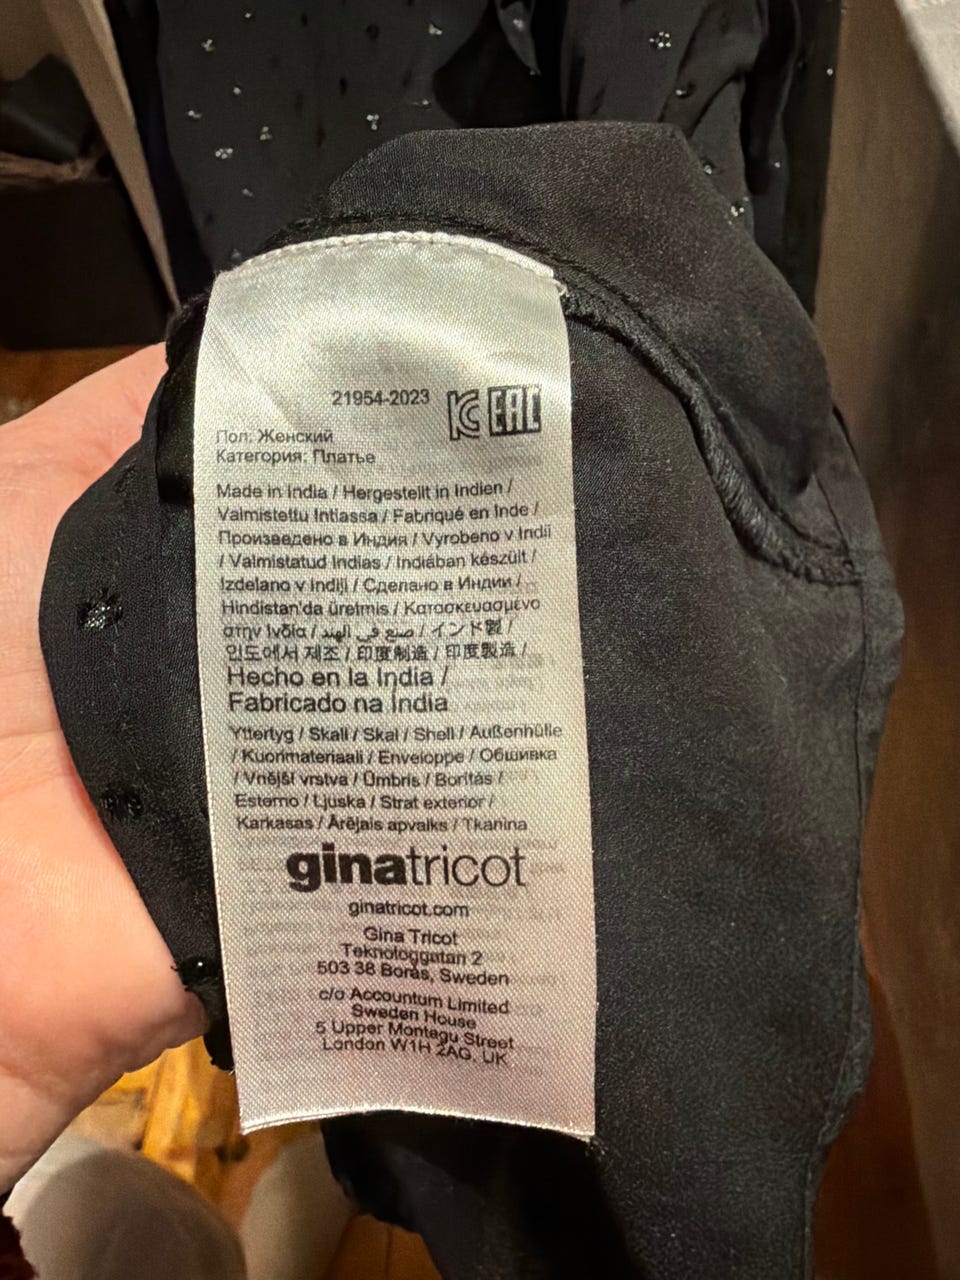 21954-2023
KC EAC
Пол: Женский
Категория: Платье
Made in India / Hergestellt in Indien /
Valmistettu Intiassa / Fabriqué en Inde /
Произведено в Индия / Vyrobeno v Indii
/ Valmistatud Indias / Indiában készült /
Izdelano v Indiji / Сделано в Индии /
Hindistan'da üretmis / Κατασκευασμένο
στην Ινδία / صنع في الهند / インド製 /
인도에서 제조 / 印度制造 / 印度製造 /
Hecho en la India /
Fabricado na Índia
Yttertyg / Skall / Skal / Shell / Außenhülle
/ Kuorimateriaali / Enveloppe / Обшивка
/ Vnější vrstva / Ümbris / Borítás /
Esterno / Ljuska / Strat exterior /
Karkasas / Ārējais apvalks / Tkanina
ginatricot
ginatricot.com
Gina Tricot
Teknologgatan 2
503 38 Borås, Sweden
c/o Accountum Limited
Sweden House
5 Upper Montagu Street
London W1H 2AG, UK